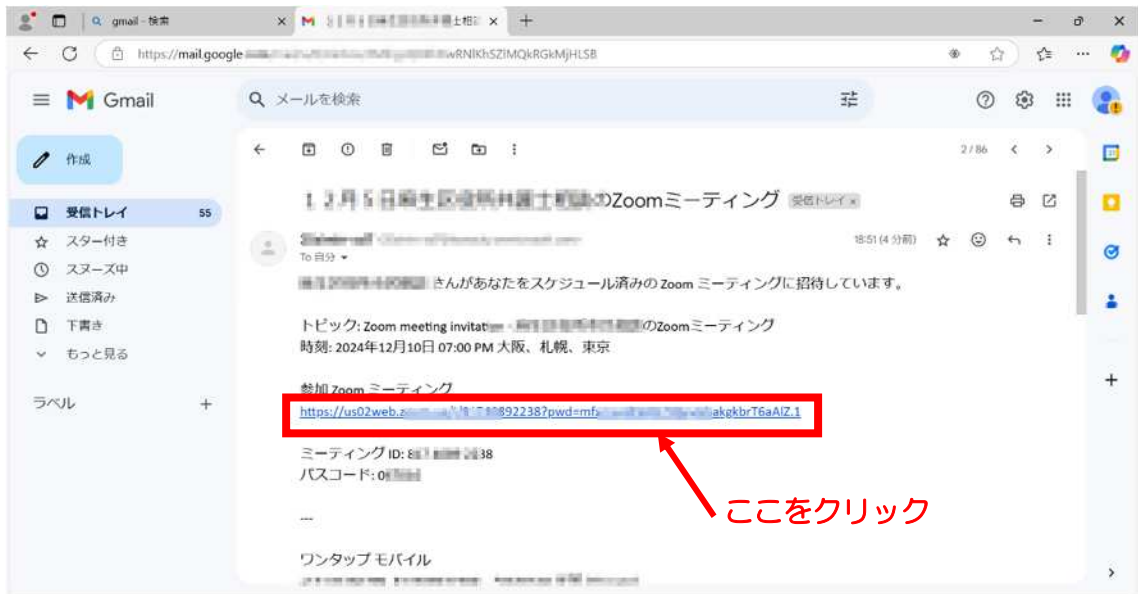 gmail - 検索
https://mail.google wRNlKhSZlMQkRGkMjHLSB
Gmail
メールを検索
作成
2 / 86
受信トレイ 55
スター付き
スヌーズ中
送信済み
下書き
もっと見る
ラベル
のZoomミーティング 受信トレイ ×
18:51 (4 分前)
To 自分
さんがあなたをスケジュール済みの Zoom ミーティングに招待しています。
トピック: Zoom meeting invitation - のZoomミーティング
時刻: 2024年12月10日 07:00 PM 大阪、札幌、東京
参加 Zoom ミーティング
https://us02web.z 892238?pwd=mf akgkbrT6aAlZ.1
ミーティング ID: 8 38
パスコード: 0
ここをクリック
---
ワンタップ モバイル